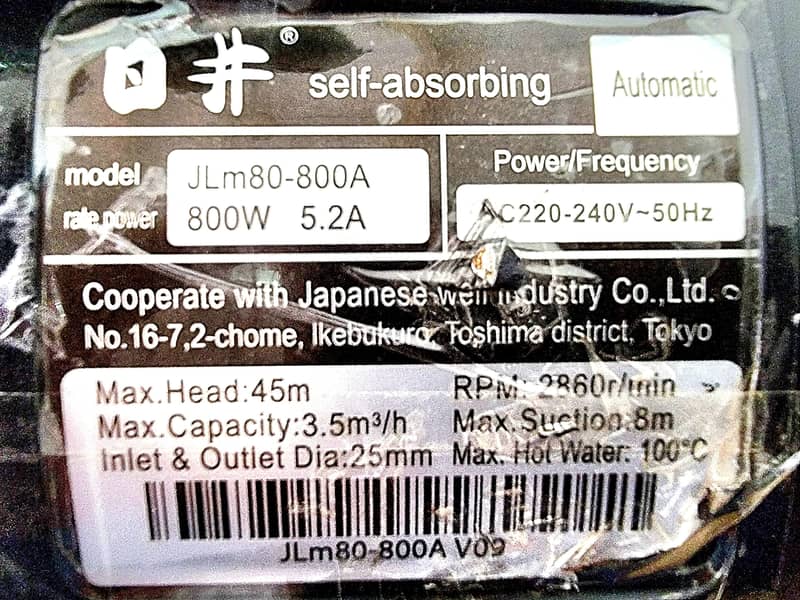 日井®
self-absorbing
Automatic
model JLm80-800A
rate power 800W 5.2A
Power/Frequency
AC220-240V~50Hz
Cooperate with Japanese well industry Co.,Ltd.
No.16-7,2-chome, Ikebukuro, Toshima district, Tokyo
Max.Head:45m RPM: 2860r/min
Max.Capacity:3.5m³/h Max.Suction:8m
Inlet & Outlet Dia:25mm Max. Hot Water: 100°C
JLm80-800A V09